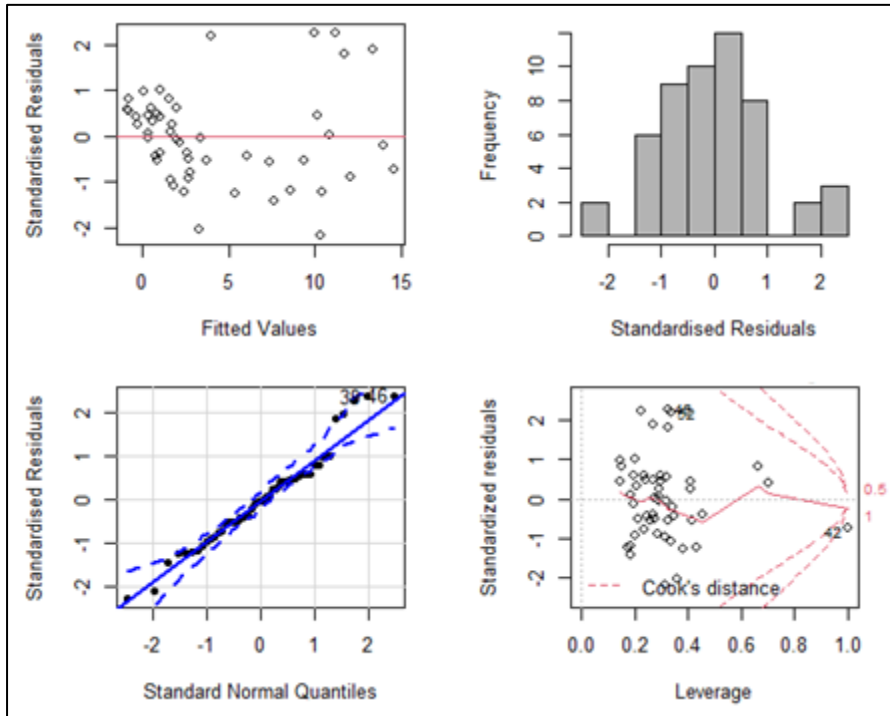 Standardised Residuals
2
1
0
-1
-2
0 5 10 15
Fitted Values
Frequency
10
8
6
4
2
0
-2 -1 0 1 2
Standardised Residuals
Standardised Residuals
2
1
0
-1
-2
46
-2 -1 0 1 2
Standard Normal Quantiles
Standardized residuals
2
1
0
-1
-2
0.5
1
42
Cook's distance
0.0 0.2 0.4 0.6 0.8 1.0
Leverage